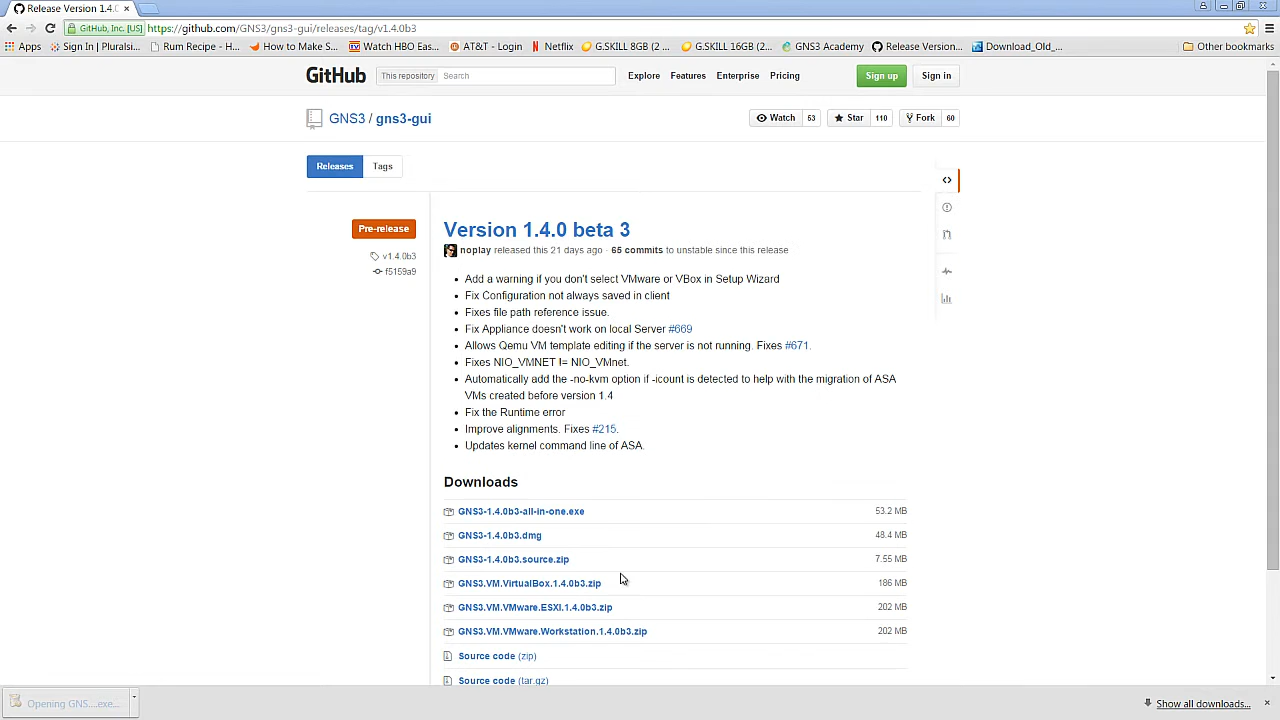 Release Version 1.4.0
GitHub, Inc. [US] https://github.com/GNS3/gns3-gui/releases/tag/v1.4.0b3
Apps Sign In | Pluralsi... Rum Recipe - H... How to Make S... Watch HBO Eas... AT&T - Login Netflix G.SKILL 8GB (2 ... G.SKILL 16GB (2... GNS3 Academy Release Version... Download_Old_... Other bookmarks
GitHub This repository Search Explore Features Enterprise Pricing Sign up Sign in
GNS3 / gns3-gui Watch 53 Star 110 Fork 60
Releases Tags
Pre-release
v1.4.0b3
f5159a9
Version 1.4.0 beta 3
noplay released this 21 days ago · 65 commits to unstable since this release
• Add a warning if you don't select VMware or VBox in Setup Wizard
• Fix Configuration not always saved in client
• Fixes file path reference issue.
• Fix Appliance doesn't work on local Server #669
• Allows Qemu VM template editing if the server is not running. Fixes #671.
• Fixes NIO_VMNET != NIO_VMnet.
• Automatically add the -no-kvm option if -icount is detected to help with the migration of ASA
VMs created before version 1.4
• Fix the Runtime error
• Improve alignments. Fixes #215.
• Updates kernel command line of ASA.
Downloads
GNS3-1.4.0b3-all-in-one.exe 53.2 MB
GNS3-1.4.0b3.dmg 48.4 MB
GNS3-1.4.0b3.source.zip 7.55 MB
GNS3.VM.VirtualBox.1.4.0b3.zip 186 MB
GNS3.VM.VMware.ESXI.1.4.0b3.zip 202 MB
GNS3.VM.VMware.Workstation.1.4.0b3.zip 202 MB
Source code (zip)
Source code (tar.gz)
Opening GNS....exe... Show all downloads...